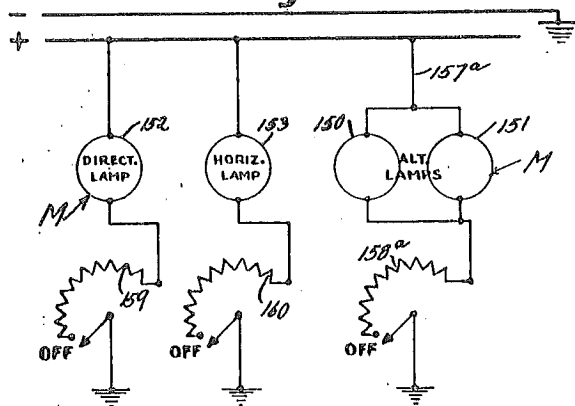 -
+
157a
152
153
150
151
DIRECT.
LAMP
HORIZ.
LAMP
ALT.
LAMPS
M
M
158a
159
160
OFF
OFF
OFF